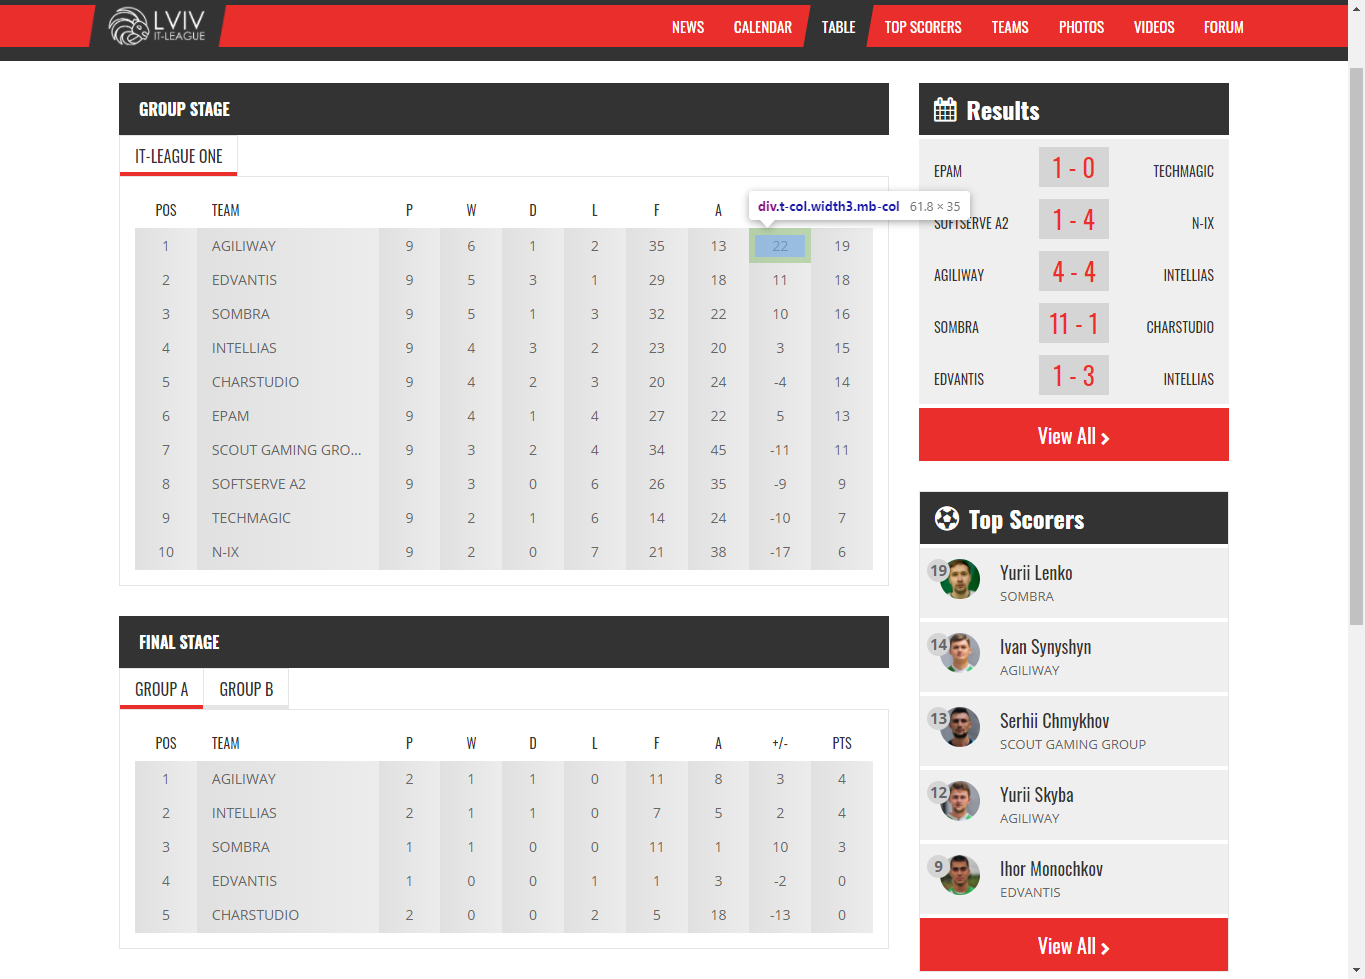 LVIV
IT-LEAGUE
NEWS CALENDAR TABLE TOP SCORERS TEAMS PHOTOS VIDEOS FORUM
GROUP STAGE
IT-LEAGUE ONE
POS TEAM P W D L F A
div.t-col.width3.mb-col 61.8 × 35
1 AGILIWAY 9 6 1 2 35 13 22 19
2 EDVANTIS 9 5 3 1 29 18 11 18
3 SOMBRA 9 5 1 3 32 22 10 16
4 INTELLIAS 9 4 3 2 23 20 3 15
5 CHARSTUDIO 9 4 2 3 20 24 -4 14
6 EPAM 9 4 1 4 27 22 5 13
7 SCOUT GAMING GRO... 9 3 2 4 34 45 -11 11
8 SOFTSERVE A2 9 3 0 6 26 35 -9 9
9 TECHMAGIC 9 2 1 6 14 24 -10 7
10 N-IX 9 2 0 7 21 38 -17 6
FINAL STAGE
GROUP A GROUP B
POS TEAM P W D L F A +/- PTS
1 AGILIWAY 2 1 1 0 11 8 3 4
2 INTELLIAS 2 1 1 0 7 5 2 4
3 SOMBRA 1 1 0 0 11 1 10 3
4 EDVANTIS 1 0 0 1 1 3 -2 0
5 CHARSTUDIO 2 0 0 2 5 18 -13 0
Results
EPAM 1 - 0 TECHMAGIC
SOFTSERVE A2 1 - 4 N-IX
AGILIWAY 4 - 4 INTELLIAS
SOMBRA 11 - 1 CHARSTUDIO
EDVANTIS 1 - 3 INTELLIAS
View All
Top Scorers
19 Yurii Lenko
SOMBRA
14 Ivan Synyshyn
AGILIWAY
13 Serhii Chmykhov
SCOUT GAMING GROUP
12 Yurii Skyba
AGILIWAY
9 Ihor Monochkov
EDVANTIS
View All